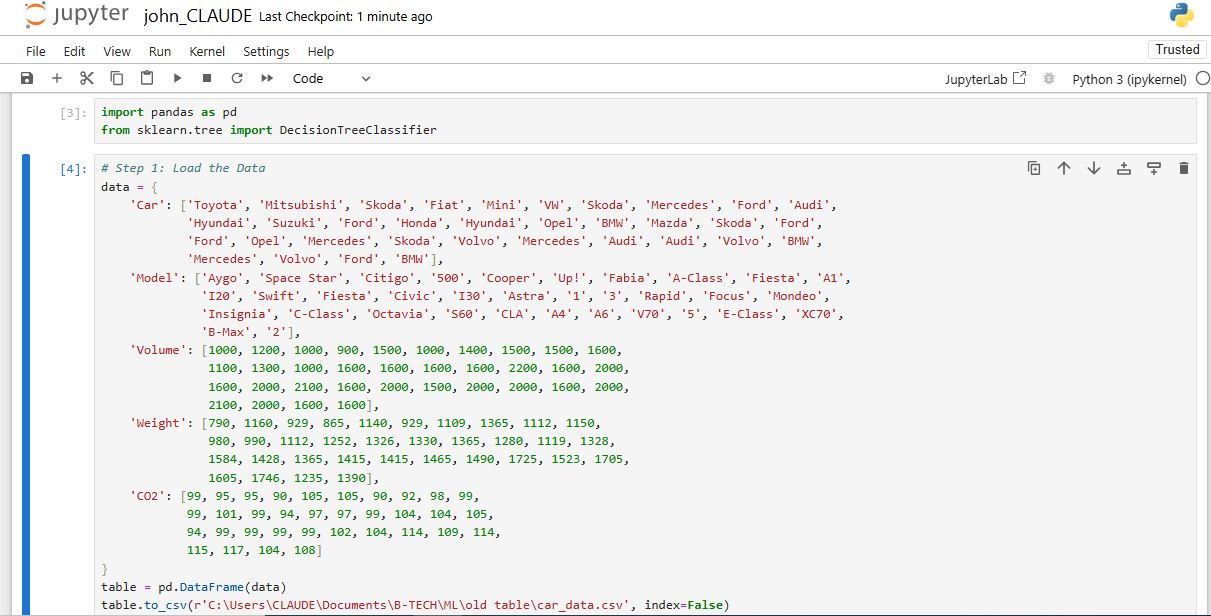 jupyter john_CLAUDE Last Checkpoint: 1 minute ago
File Edit View Run Kernel Settings Help Trusted
Code JupyterLab Python 3 (ipykernel)
[3]: import pandas as pd
from sklearn.tree import DecisionTreeClassifier
[4]: # Step 1: Load the Data
data = {
    'Car': ['Toyota', 'Mitsubishi', 'Skoda', 'Fiat', 'Mini', 'VW', 'Skoda', 'Mercedes', 'Ford', 'Audi',
            'Hyundai', 'Suzuki', 'Ford', 'Honda', 'Hyundai', 'Opel', 'BMW', 'Mazda', 'Skoda', 'Ford',
            'Ford', 'Opel', 'Mercedes', 'Skoda', 'Volvo', 'Mercedes', 'Audi', 'Audi', 'Volvo', 'BMW',
            'Mercedes', 'Volvo', 'Ford', 'BMW'],
    'Model': ['Aygo', 'Space Star', 'Citigo', '500', 'Cooper', 'Up!', 'Fabia', 'A-Class', 'Fiesta', 'A1',
              'I20', 'Swift', 'Fiesta', 'Civic', 'I30', 'Astra', '1', '3', 'Rapid', 'Focus', 'Mondeo',
              'Insignia', 'C-Class', 'Octavia', 'S60', 'CLA', 'A4', 'A6', 'V70', '5', 'E-Class', 'XC70',
              'B-Max', '2'],
    'Volume': [1000, 1200, 1000, 900, 1500, 1000, 1400, 1500, 1500, 1600,
               1100, 1300, 1000, 1600, 1600, 1600, 1600, 2200, 1600, 2000,
               1600, 2000, 2100, 1600, 2000, 1500, 2000, 2000, 1600, 2000,
               2100, 2000, 1600, 1600],
    'Weight': [790, 1160, 929, 865, 1140, 929, 1109, 1365, 1112, 1150,
               980, 990, 1112, 1252, 1326, 1330, 1365, 1280, 1119, 1328,
               1584, 1428, 1365, 1415, 1415, 1465, 1490, 1725, 1523, 1705,
               1605, 1746, 1235, 1390],
    'CO2': [99, 95, 95, 90, 105, 105, 90, 92, 98, 99,
            99, 101, 99, 94, 97, 97, 99, 104, 104, 105,
            94, 99, 99, 99, 99, 102, 104, 114, 109, 114,
            115, 117, 104, 108]
}
table = pd.DataFrame(data)
table.to_csv(r'C:\Users\CLAUDE\Documents\B-TECH\ML\old table\car_data.csv', index=False)